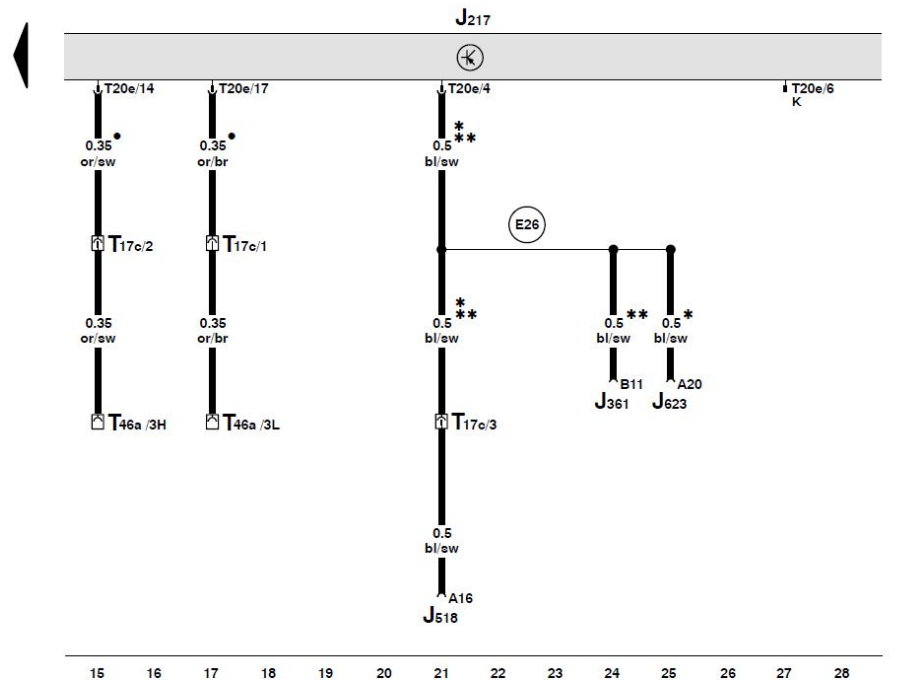 J217
T20e/14 T20e/17 T20e/4 T20e/6
K
● ● *
**
0.35 0.35 0.5
or/sw or/br bl/sw
E26
T17c/2 T17c/1
*
**
0.35 0.35 0.5 0.5 ** 0.5 *
or/sw or/br bl/sw bl/sw bl/sw
B11 A20
J361 J623
T46a /3H T46a /3L T17c/3
0.5
bl/sw
A16
J518
15 16 17 18 19 20 21 22 23 24 25 26 27 28